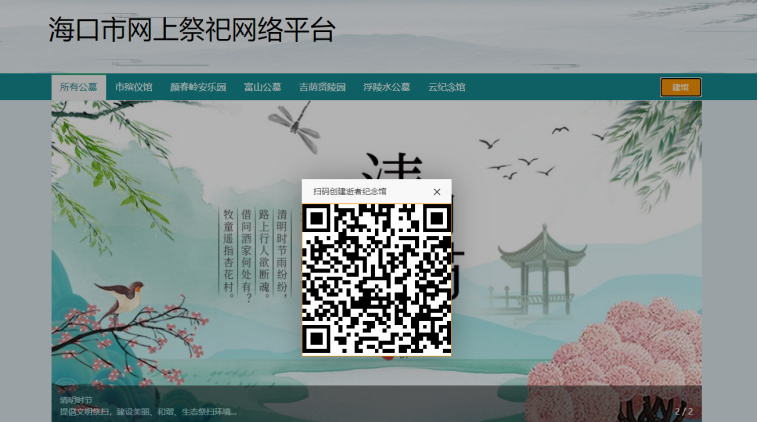 海口市网上祭祀网络平台
所有公墓 市殡仪馆 颜春岭安乐园 富山公墓 吉荫贤陵园 浮陵水公墓 云纪念馆 建馆
扫码创建逝者纪念馆
清明时节雨纷纷，
路上行人欲断魂。
借问酒家何处有？
牧童遥指杏花村。
清明时节
提倡文明祭扫，建设美丽、和谐、生态祭扫环境...
2 / 2